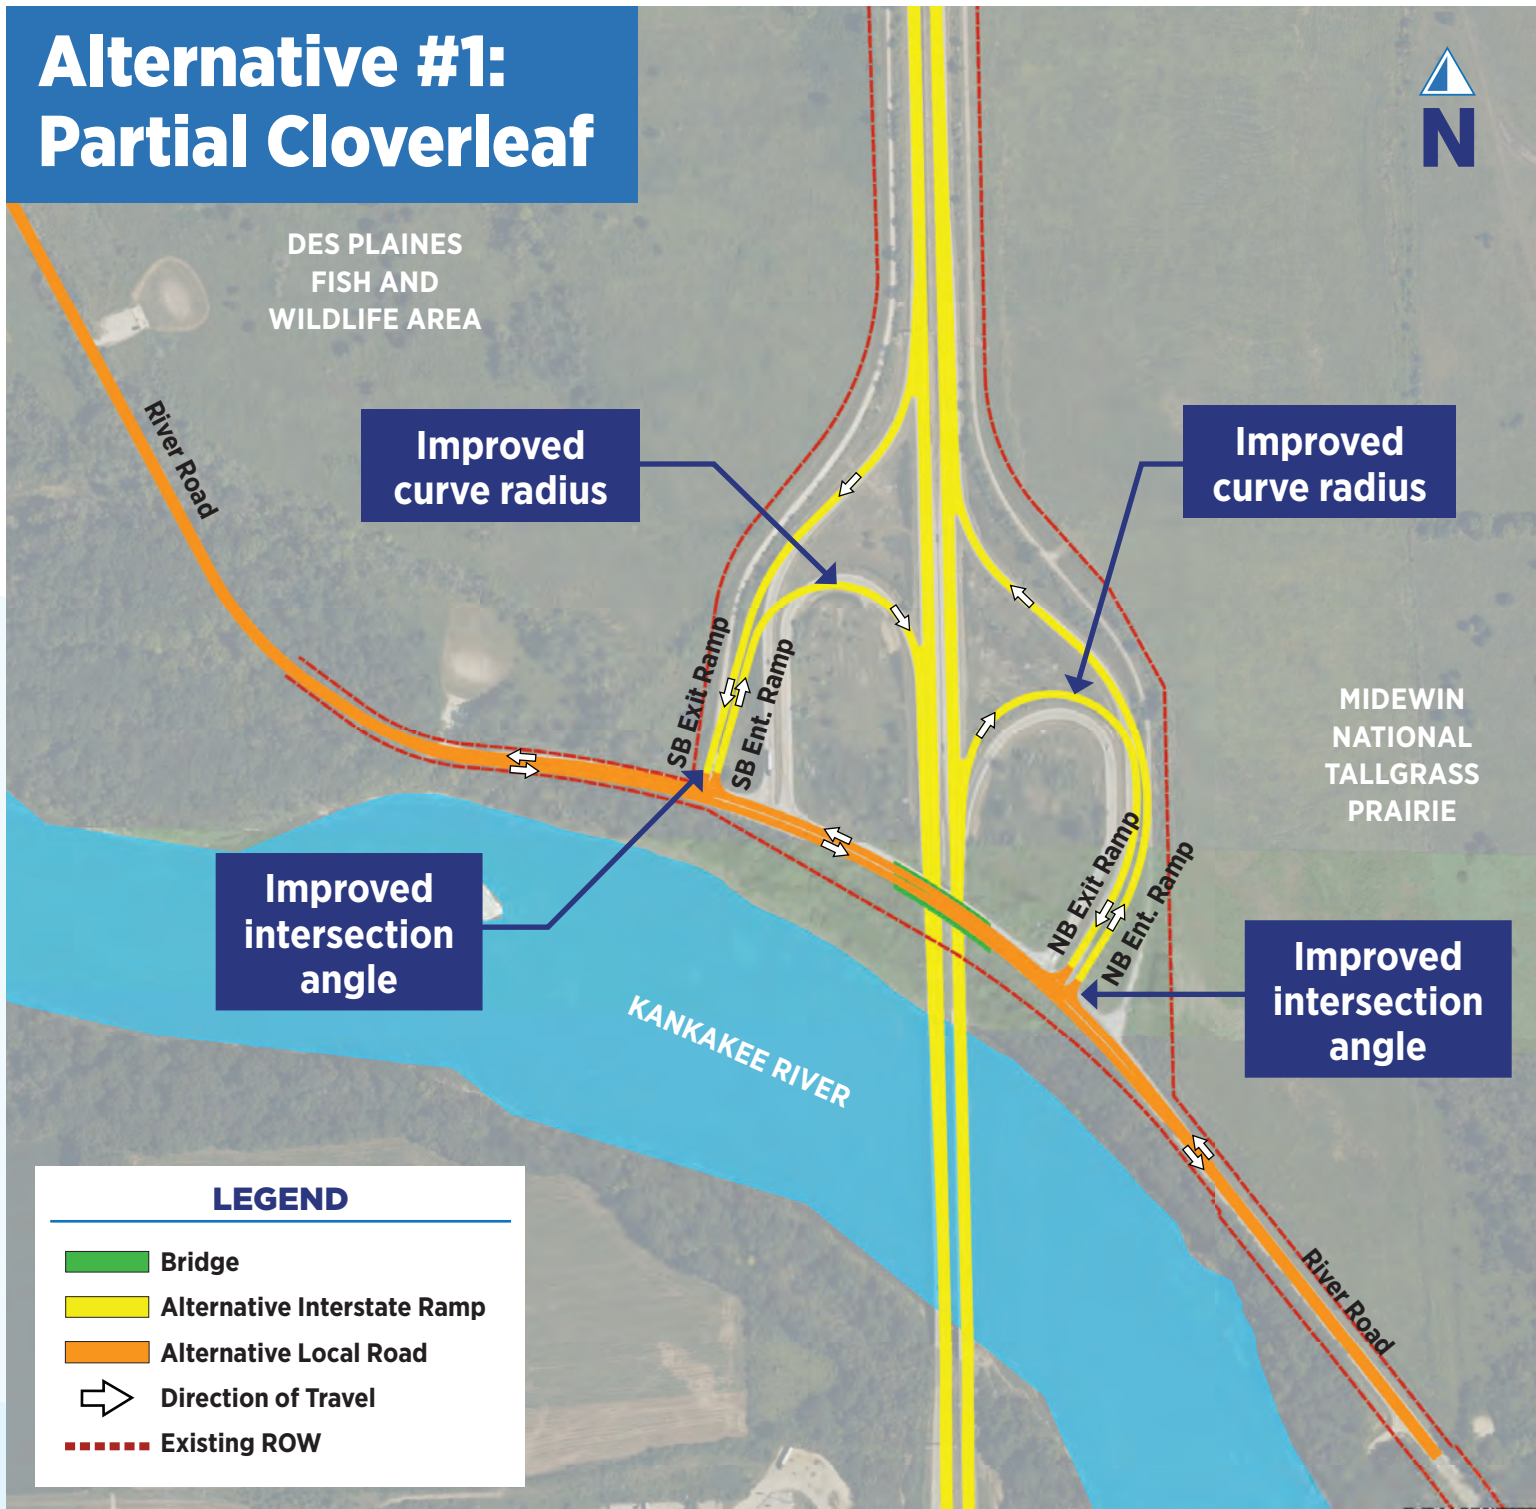 Alternative #1:
Partial Cloverleaf
N
DES PLAINES
FISH AND
WILDLIFE AREA
River Road
Improved
curve radius
Improved
curve radius
SB Exit Ramp
SB Ent. Ramp
MIDEWIN
NATIONAL
TALLGRASS
PRAIRIE
NB Exit Ramp
NB Ent. Ramp
Improved
intersection
angle
Improved
intersection
angle
KANKAKEE RIVER
River Road
LEGEND
Bridge
Alternative Interstate Ramp
Alternative Local Road
Direction of Travel
Existing ROW